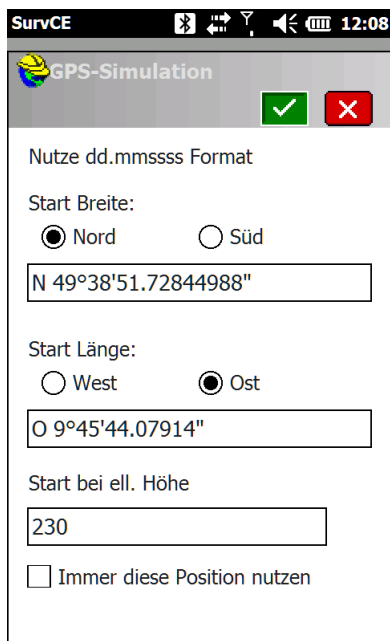 SurvCE 12:08
GPS-Simulation
Nutze dd.mmssss Format
Start Breite:
Nord Süd
N 49°38'51.72844988"
Start Länge:
West Ost
O 9°45'44.07914"
Start bei ell. Höhe
230
Immer diese Position nutzen